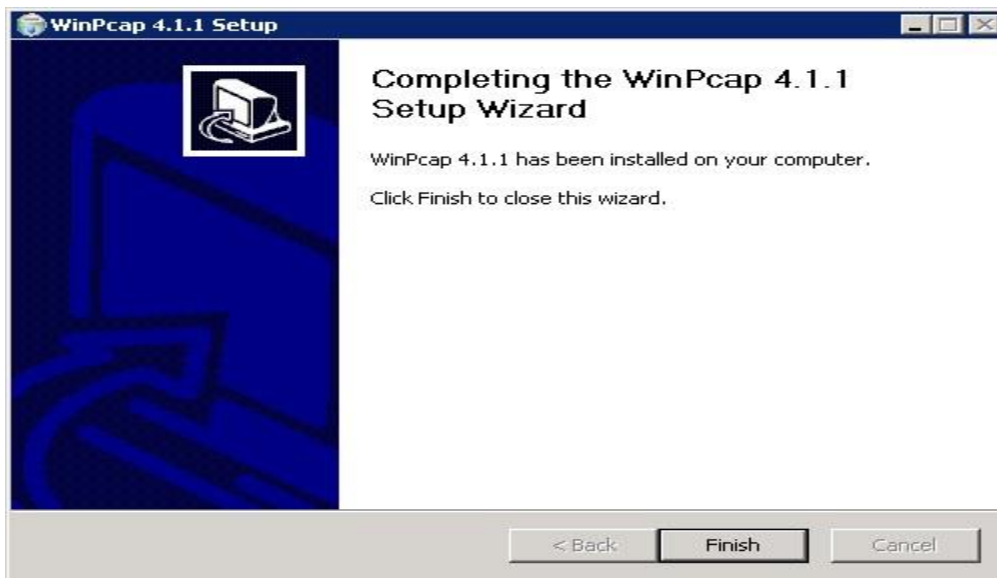 WinPcap 4.1.1 Setup
Completing the WinPcap 4.1.1
Setup Wizard
WinPcap 4.1.1 has been installed on your computer.
Click Finish to close this wizard.
< Back
Finish
Cancel